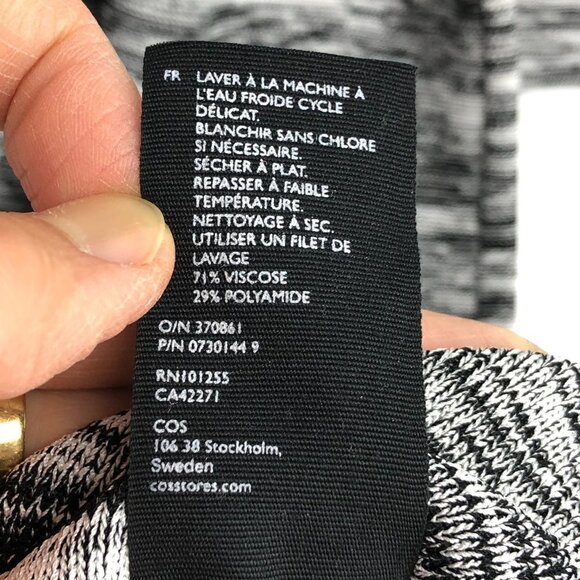 FR LAVER À LA MACHINE À
L'EAU FROIDE CYCLE
DÉLICAT.
BLANCHIR SANS CHLORE
SI NÉCESSAIRE.
SÉCHER À PLAT.
REPASSER À FAIBLE
TEMPÉRATURE.
NETTOYAGE À SEC.
UTILISER UN FILET DE
LAVAGE
71% VISCOSE
29% POLYAMIDE
O/N 370861
P/N 0730144 9
RN101255
CA42271
COS
106 38 Stockholm,
Sweden
cosstores.com